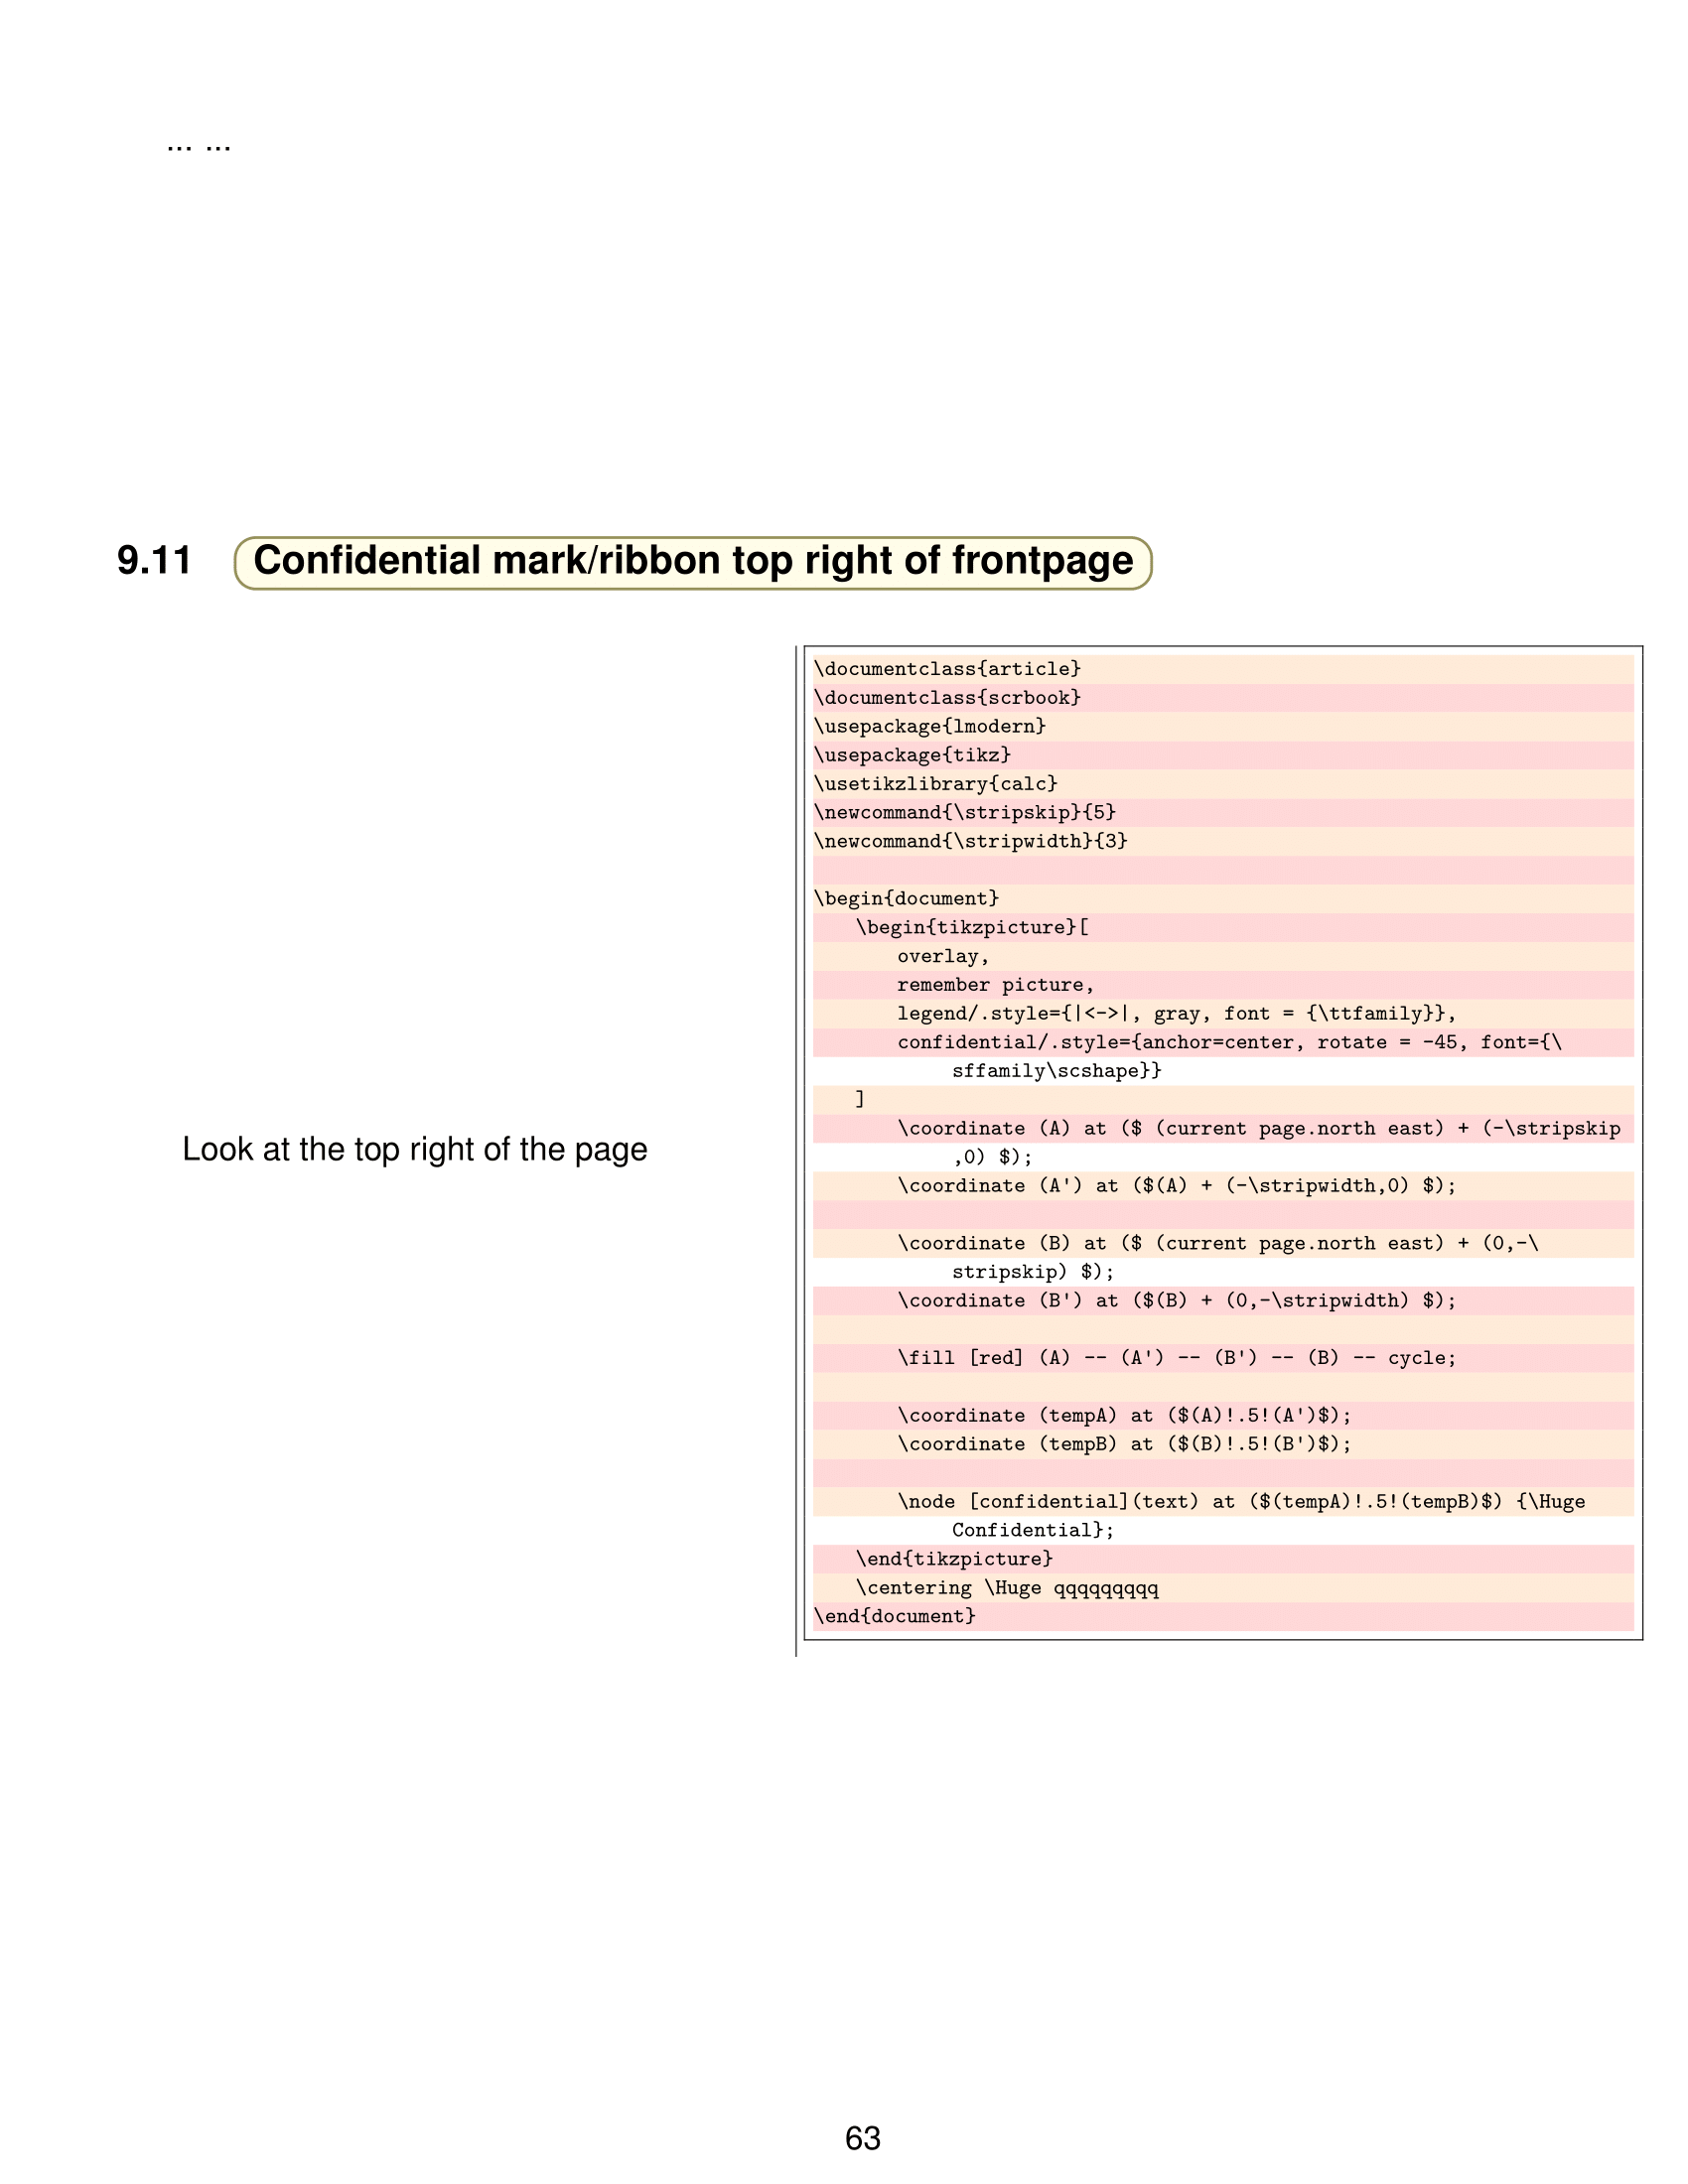 ... ...
9.11 Confidential mark/ribbon top right of frontpage
Look at the top right of the page
\documentclass{article}
\documentclass{scrbook}
\usepackage{lmodern}
\usepackage{tikz}
\usetikzlibrary{calc}
\newcommand{\stripskip}{5}
\newcommand{\stripwidth}{3}

\begin{document}
\begin{tikzpicture}[
overlay,
remember picture,
legend/.style={|<->|, gray, font = {\ttfamily}},
confidential/.style={anchor=center, rotate = -45, font={\
sffamily\scshape}}
]
\coordinate (A) at ($ (current page.north east) + (-\stripskip
,0) $);
\coordinate (A') at ($(A) + (-\stripwidth,0) $);

\coordinate (B) at ($ (current page.north east) + (0,-\
stripskip) $);
\coordinate (B') at ($(B) + (0,-\stripwidth) $);

\fill [red] (A) -- (A') -- (B') -- (B) -- cycle;

\coordinate (tempA) at ($(A)!.5!(A')$);
\coordinate (tempB) at ($(B)!.5!(B')$);

\node [confidential](text) at ($(tempA)!.5!(tempB)$) {\Huge
Confidential};
\end{tikzpicture}
\centering \Huge qqqqqqqqq
\end{document}
63